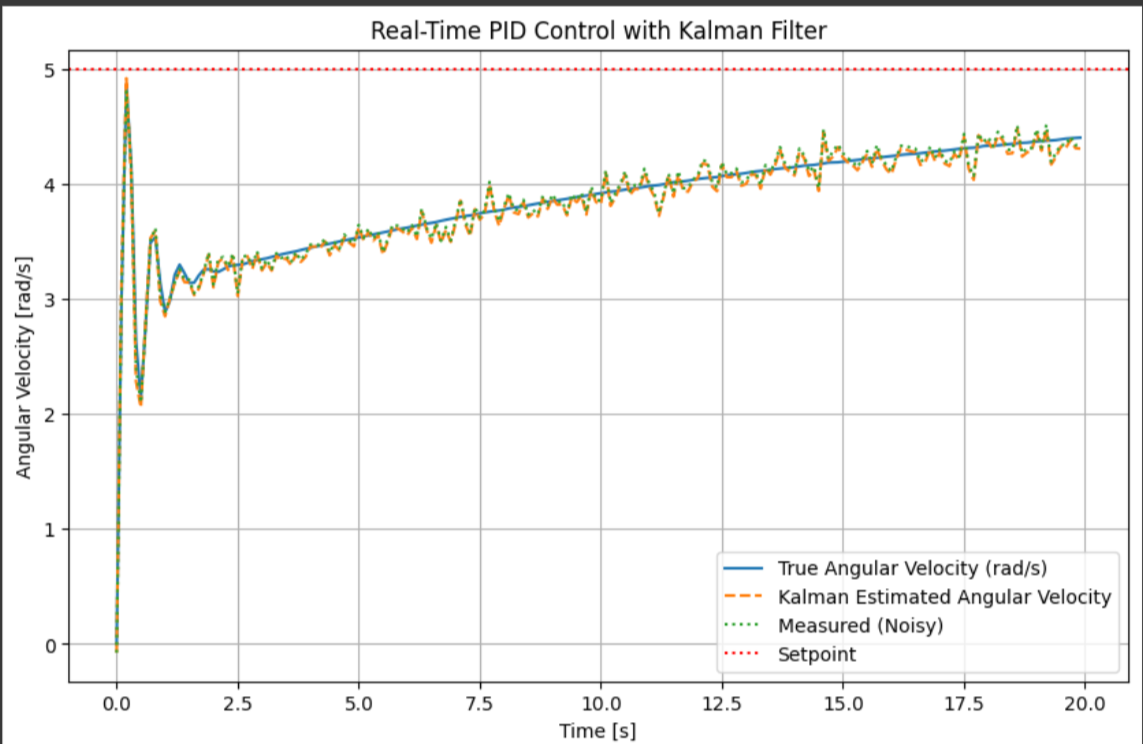 Real-Time PID Control with Kalman Filter
Angular Velocity [rad/s]
5
4
3
2
1
0
True Angular Velocity (rad/s)
Kalman Estimated Angular Velocity
Measured (Noisy)
Setpoint
0.0 2.5 5.0 7.5 10.0 12.5 15.0 17.5 20.0
Time [s]